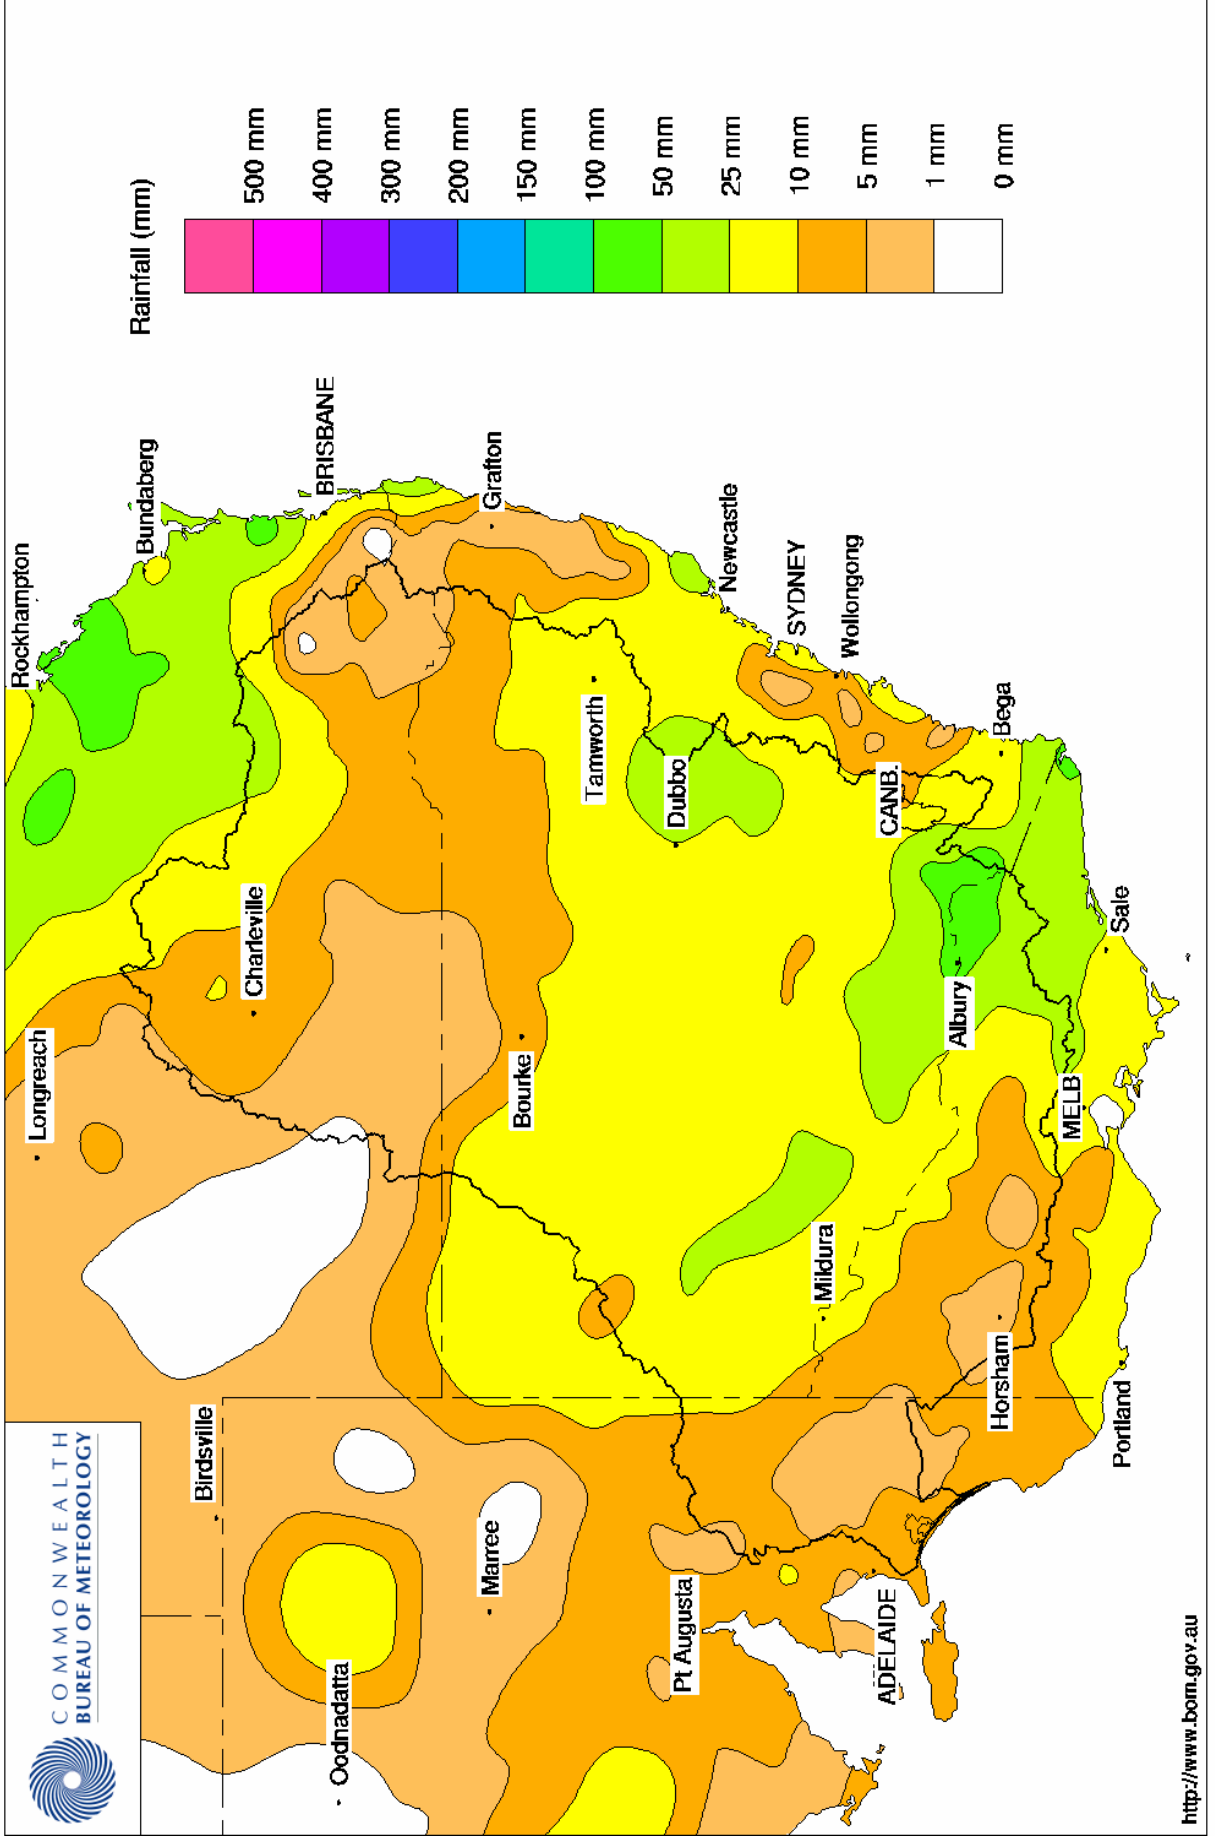 COMMONWEALTH
BUREAU OF METEOROLOGY
Rainfall (mm)
500 mm
400 mm
300 mm
200 mm
150 mm
100 mm
50 mm
25 mm
10 mm
5 mm
1 mm
0 mm
Rockhampton
Longreach
Bundaberg
Birdsville
Charleville
BRISBANE
Oodnadatta
Marree
Grafton
Bourke
Tamworth
Pt Augusta
Dubbo
Newcastle
SYDNEY
Mildura
Wollongong
ADELAIDE
CANB.
Albury
Horsham
Bega
MELB
Sale
Portland
http://www.bom.gov.au